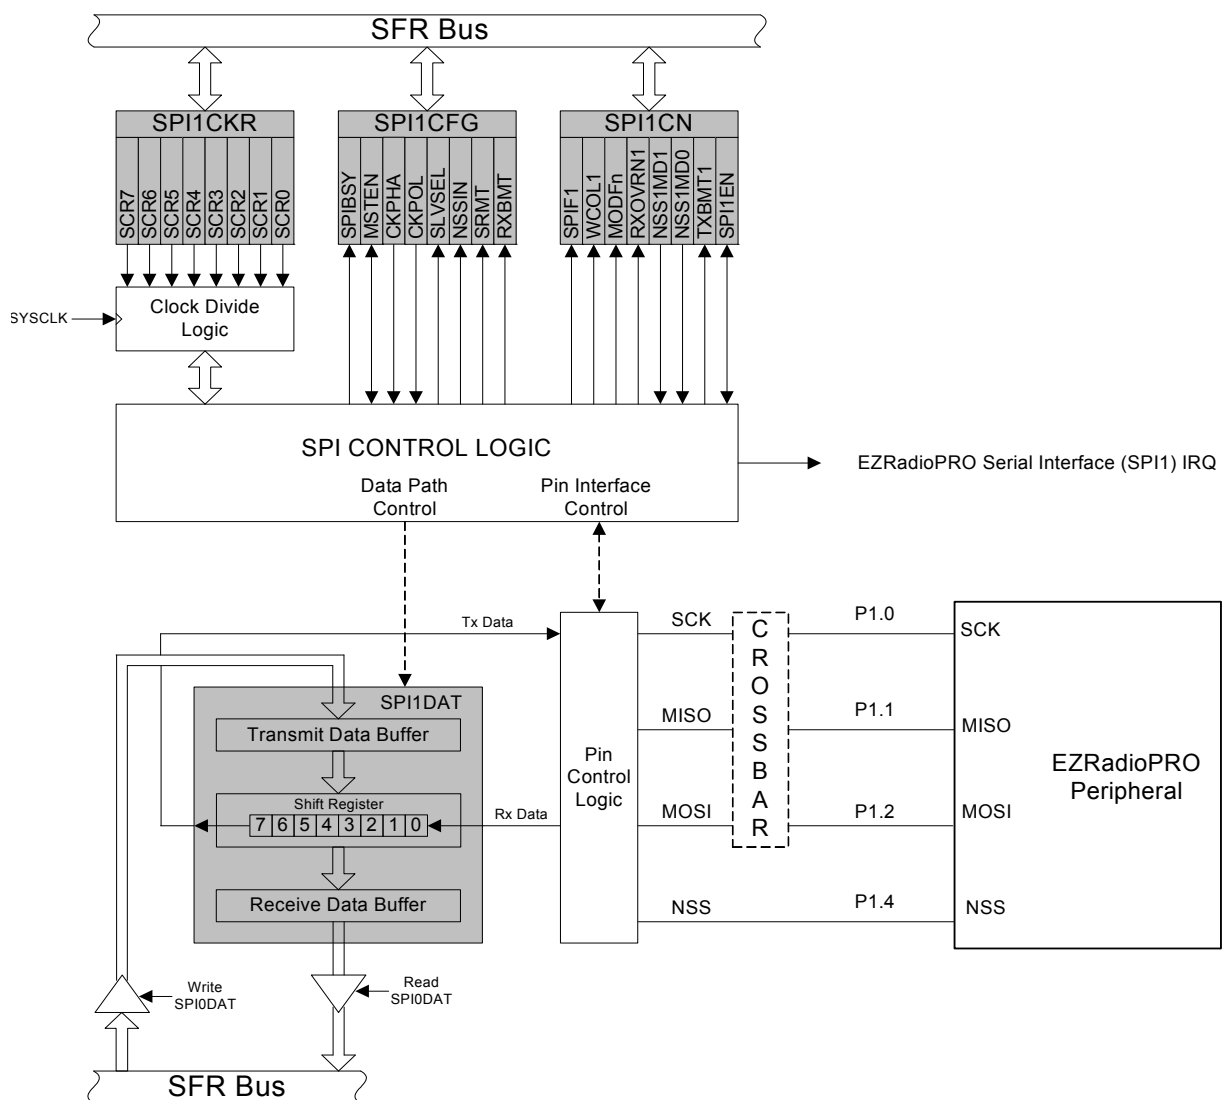 SFR Bus
SPI1CKR
SPI1CFG
SPI1CN
SCR7
SCR6
SCR5
SCR4
SCR3
SCR2
SCR1
SCR0
SPIBSY
MSTEN
CKPHA
CKPOL
SLVSEL
NSSIN
SRMT
RXBMT
SPIF1
WCOL1
MODFn
RXOVRN1
NSS1MD1
NSS1MD0
TXBMT1
SPI1EN
SYSCLK
Clock Divide
Logic
SPI CONTROL LOGIC
Data Path
Control
Pin Interface
Control
EZRadioPRO Serial Interface (SPI1) IRQ
Tx Data
SPI1DAT
Transmit Data Buffer
Shift Register
7 6 5 4 3 2 1 0
Rx Data
Receive Data Buffer
Pin
Control
Logic
SCK
MISO
MOSI
NSS
CROSSBAR
P1.0
P1.1
P1.2
P1.4
SCK
MISO
MOSI
NSS
EZRadioPRO
Peripheral
Write
SPI0DAT
Read
SPI0DAT
SFR Bus